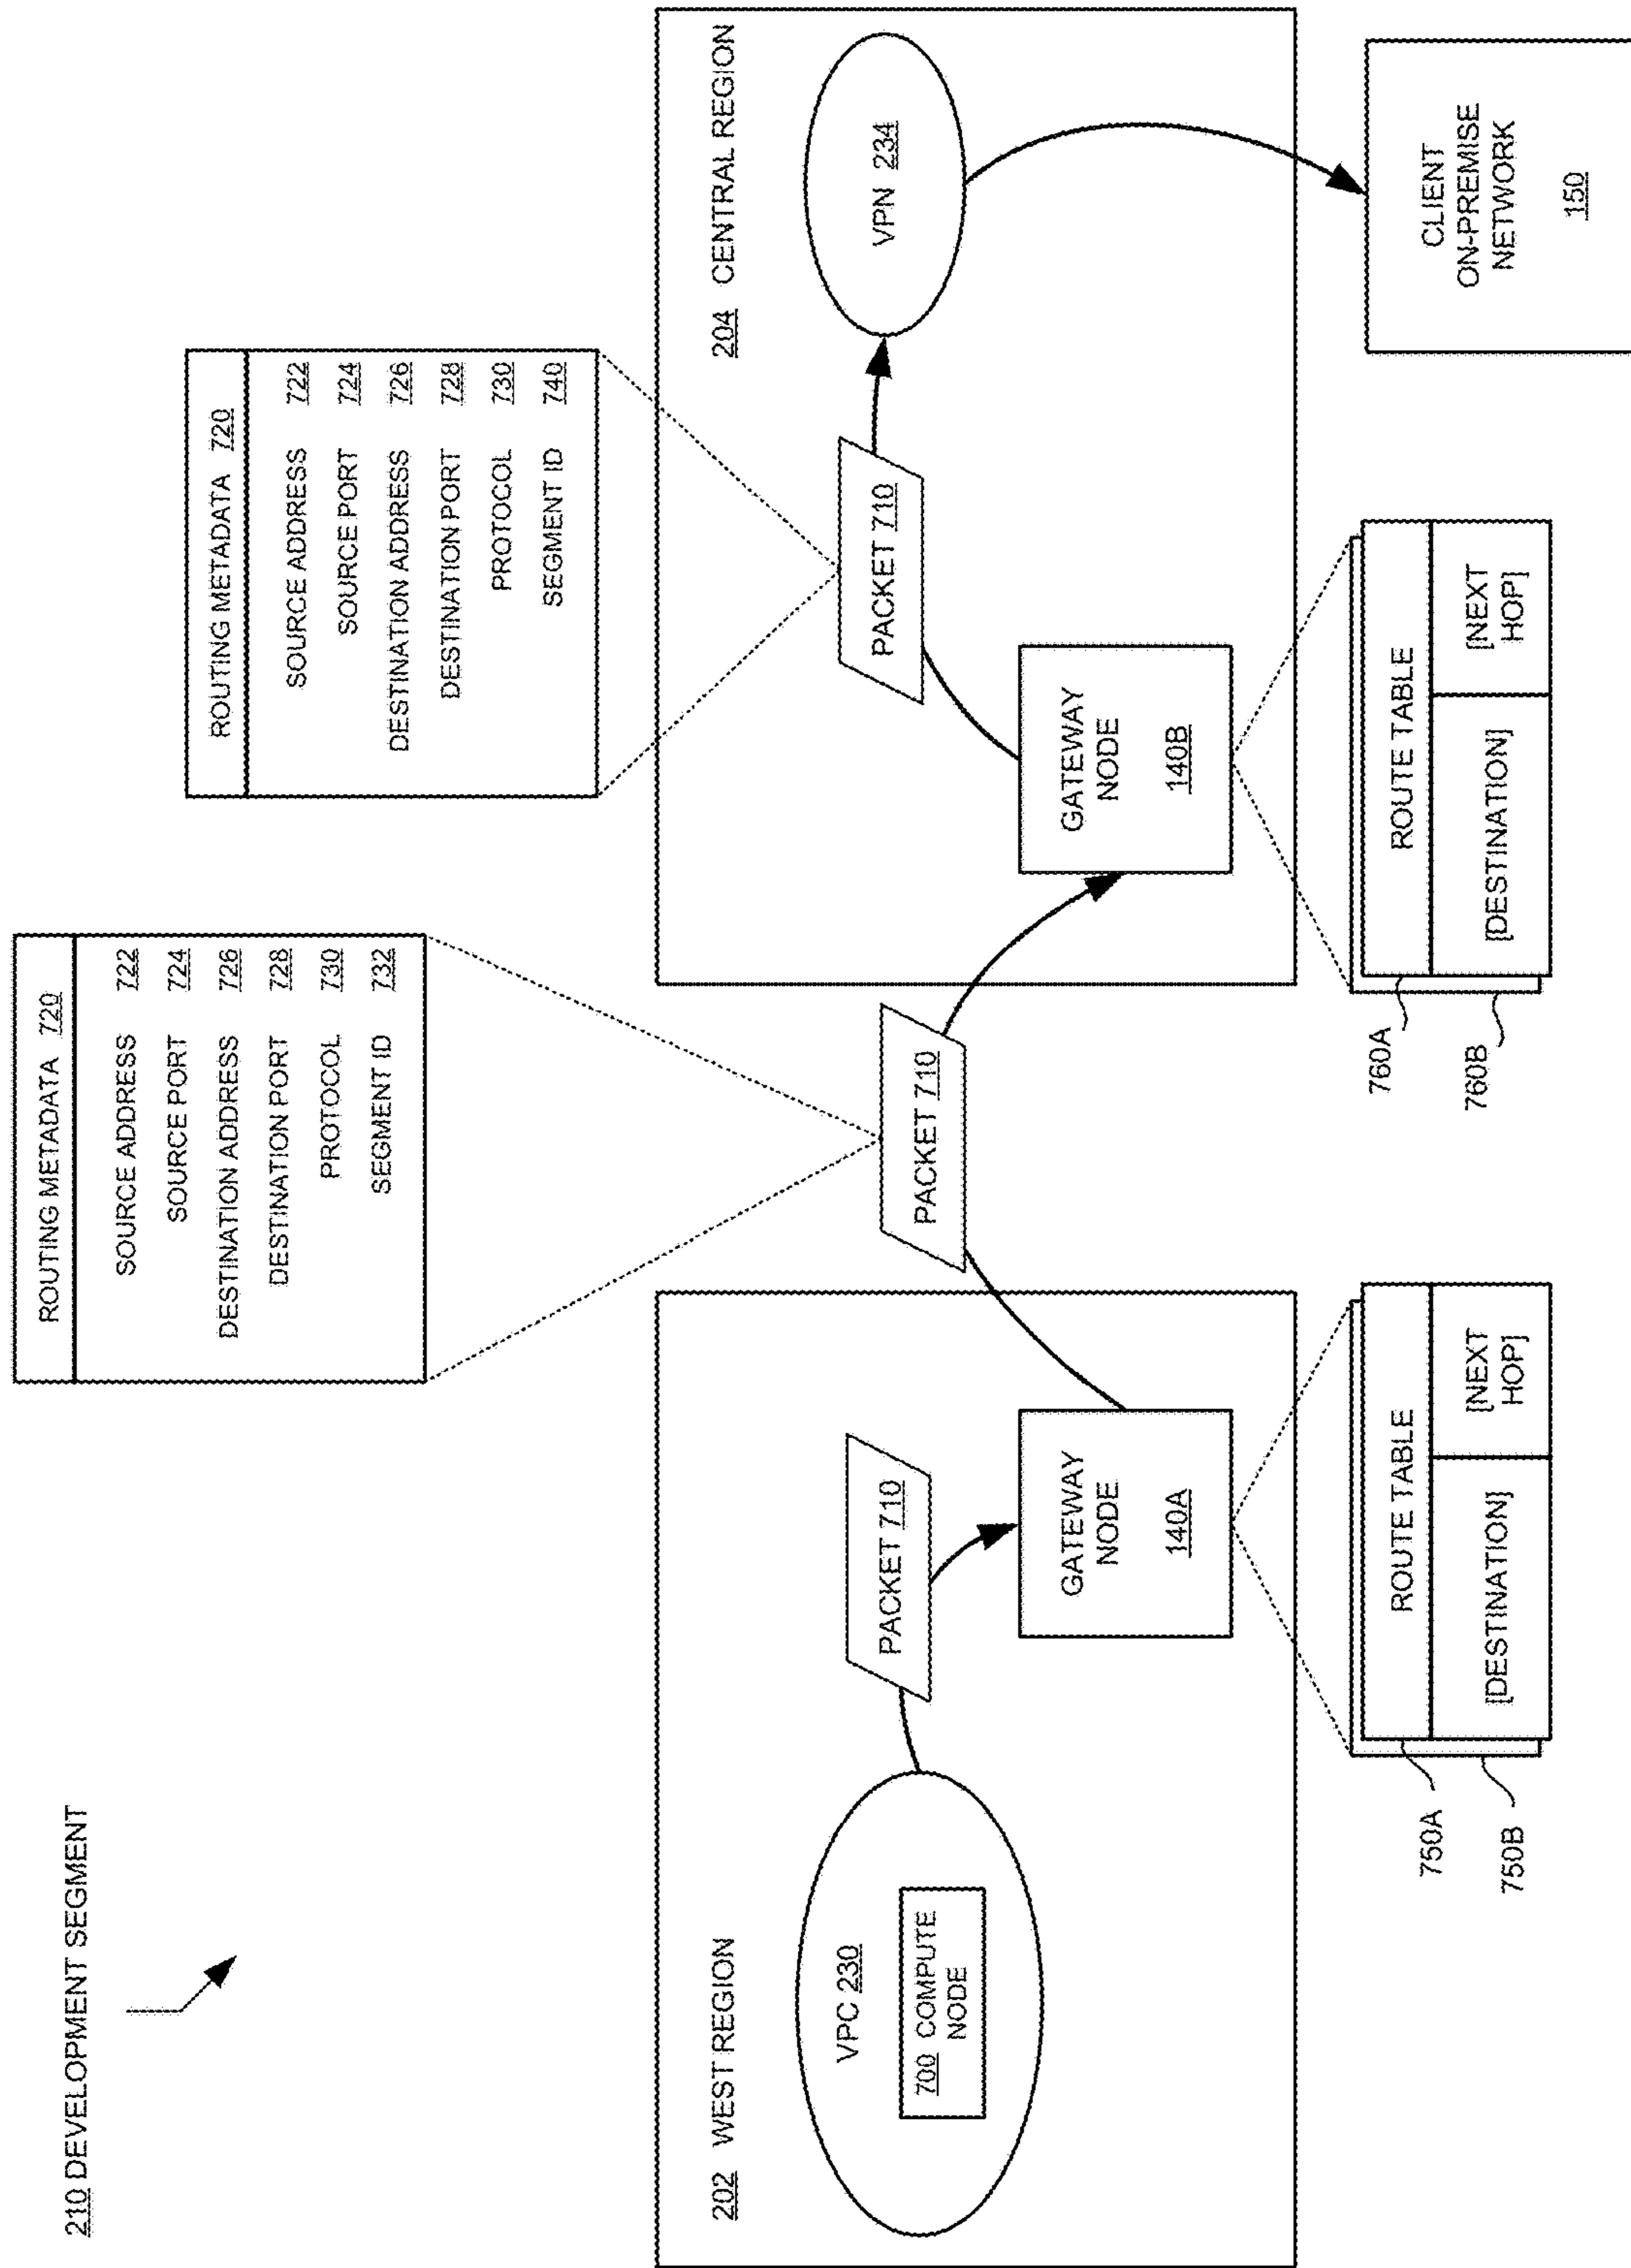 210 DEVELOPMENT SEGMENT
ROUTING METADATA 720
SOURCE ADDRESS 722
SOURCE PORT 724
DESTINATION ADDRESS 726
DESTINATION PORT 728
PROTOCOL 730
SEGMENT ID 732
ROUTING METADATA 720
SOURCE ADDRESS 722
SOURCE PORT 724
DESTINATION ADDRESS 726
DESTINATION PORT 728
PROTOCOL 730
SEGMENT ID 740
202 WEST REGION
VPC 230
700 COMPUTE
NODE
PACKET 710
GATEWAY
NODE
140A
PACKET 710
204 CENTRAL REGION
GATEWAY
NODE
140B
PACKET 710
VPN 234
750A
750B
ROUTE TABLE
[DESTINATION]
[NEXT
HOP]
760A
760B
ROUTE TABLE
[DESTINATION]
[NEXT
HOP]
CLIENT
ON-PREMISE
NETWORK
150